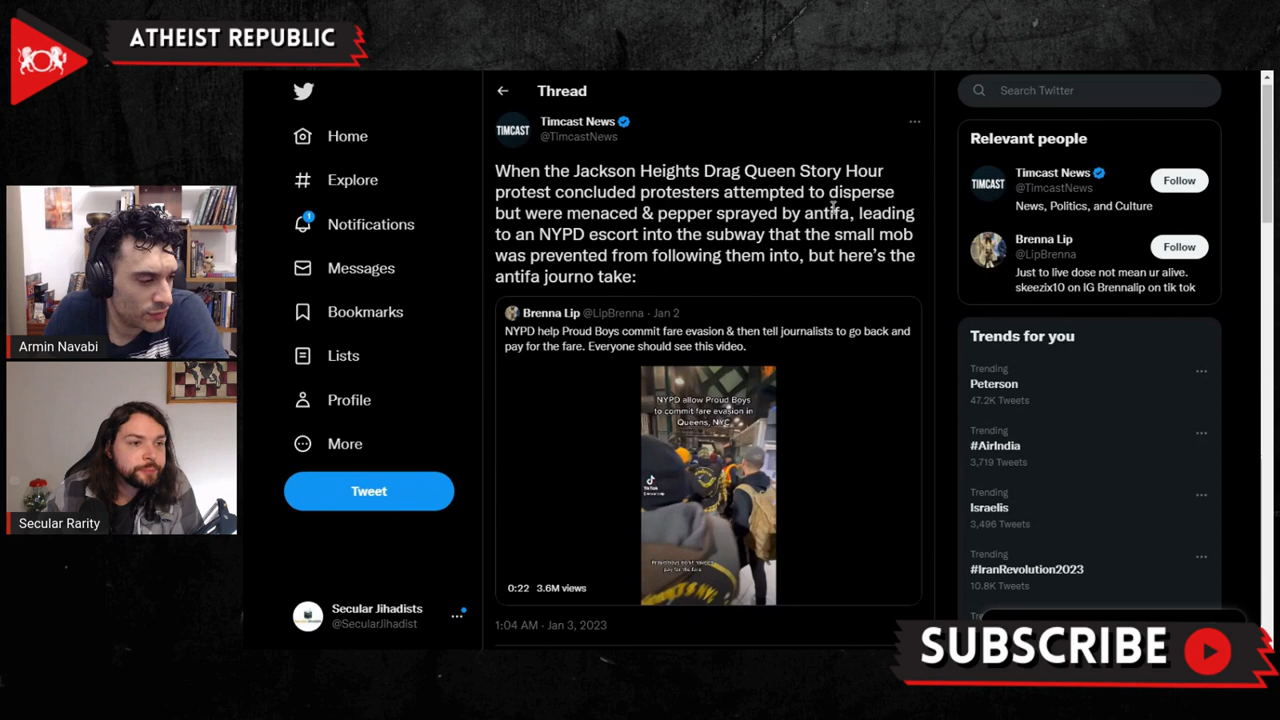 ATHEIST REPUBLIC
Armin Navabi
Secular Rarity
Home
Explore
1
Notifications
Messages
Bookmarks
Lists
Profile
More
Tweet
Secular Jihadists
@SecularJihadist
Thread
TIMCAST
Timcast News
@TimcastNews
When the Jackson Heights Drag Queen Story Hour
protest concluded protesters attempted to disperse
but were menaced & pepper sprayed by antifa, leading
to an NYPD escort into the subway that the small mob
was prevented from following them into, but here's the
antifa journo take:
Brenna Lip @LipBrenna · Jan 2
NYPD help Proud Boys commit fare evasion & then tell journalists to go back and
pay for the fare. Everyone should see this video.
NYPD allow Proud Boys
to commit fare evasion in
Queens, NYC
TikTok
pay for the fare
0:22 3.6M views
1:04 AM · Jan 3, 2023
Search Twitter
Relevant people
TIMCAST
Timcast News
@TimcastNews
Follow
News, Politics, and Culture
Brenna Lip
@LipBrenna
Follow
Just to live dose not mean ur alive.
skeezix10 on IG Brennalip on tik tok
Trends for you
Trending
Peterson
47.2K Tweets
Trending
#AirIndia
3,719 Tweets
Trending
Israelis
3,496 Tweets
Trending
#IranRevolution2023
10.8K Tweets
SUBSCRIBE